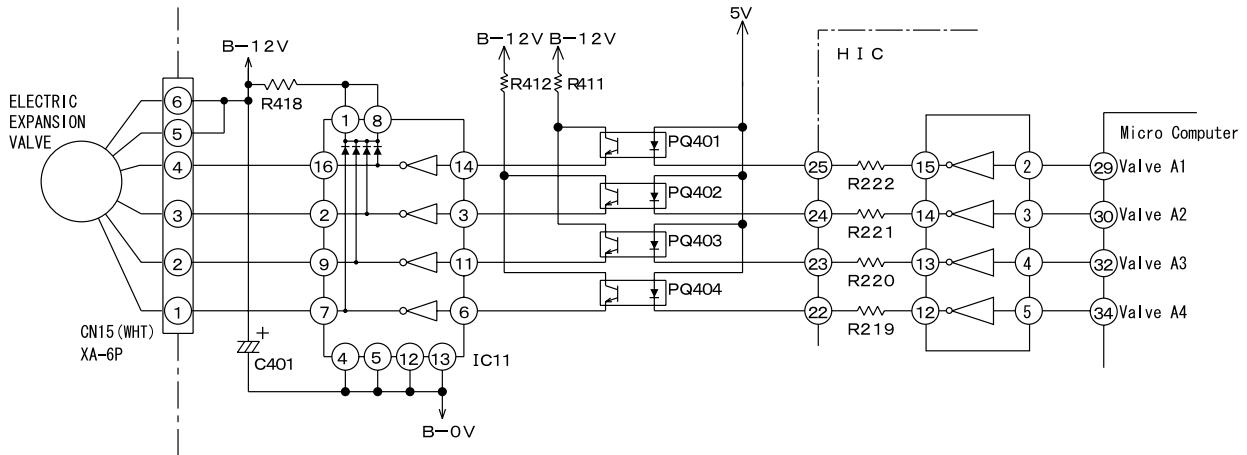 5V
B-12V
B-12V B-12V
HIC
R418
R412 R411
ELECTRIC
EXPANSION
VALVE
6
5
4
3
2
1
CN15(WHT)
XA-6P
+
C401
1 8
16 14
2 3
9 11
7 6
4 5 12 13
IC11
B-0V
PQ401
PQ402
PQ403
PQ404
25
24
23
22
R222
R221
R220
R219
15 2
14 3
13 4
12 5
Micro Computer
29 Valve A1
30 Valve A2
32 Valve A3
34 Valve A4